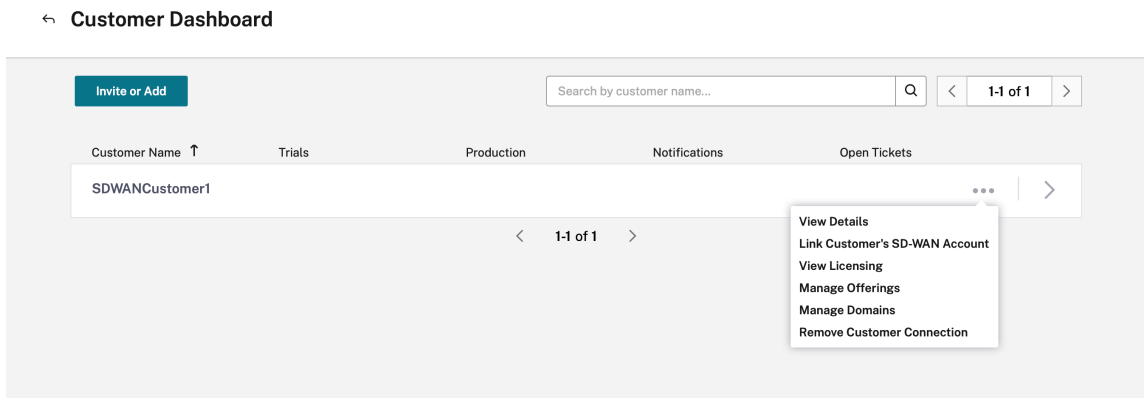 Customer Dashboard
Invite or Add
Search by customer name...
1-1 of 1
Customer Name Trials Production Notifications Open Tickets
SDWANCustomer1
1-1 of 1
View Details
Link Customer's SD-WAN Account
View Licensing
Manage Offerings
Manage Domains
Remove Customer Connection